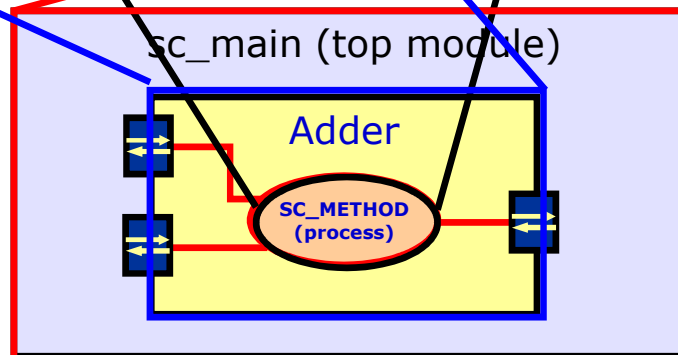 sc_main (top module)
Adder
SC_METHOD
(process)